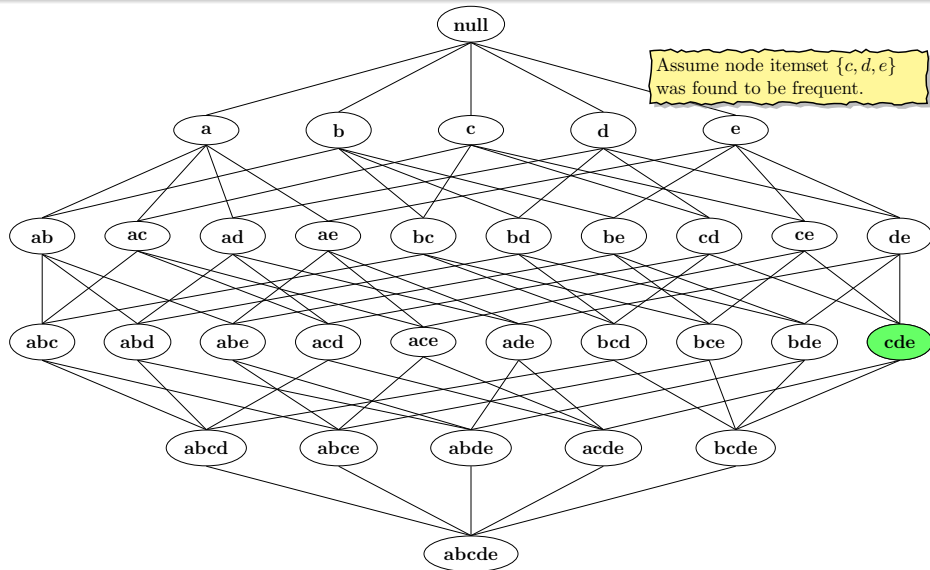 null
Assume node itemset {c, d, e}
was found to be frequent.
a b c d e
ab ac ad ae bc bd be cd ce de
abc abd abe acd ace ade bcd bce bde cde
abcd abce abde acde bcde
abcde